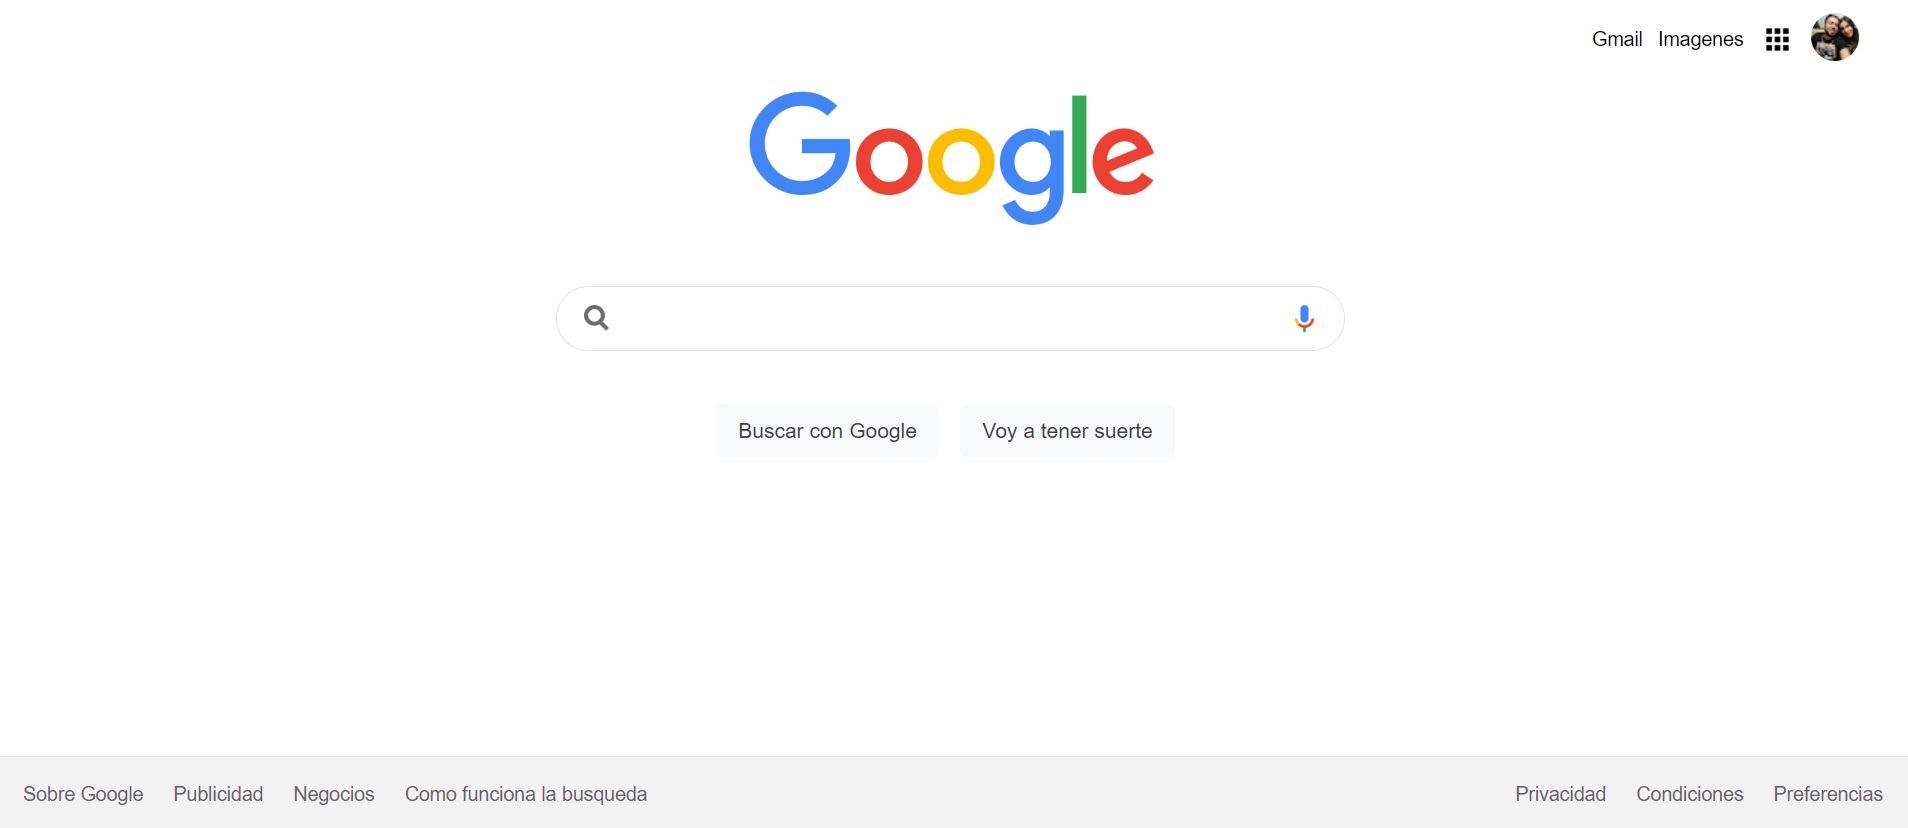 Gmail Imagenes
Google
Buscar con Google Voy a tener suerte
Sobre Google Publicidad Negocios Como funciona la busqueda Privacidad Condiciones Preferencias